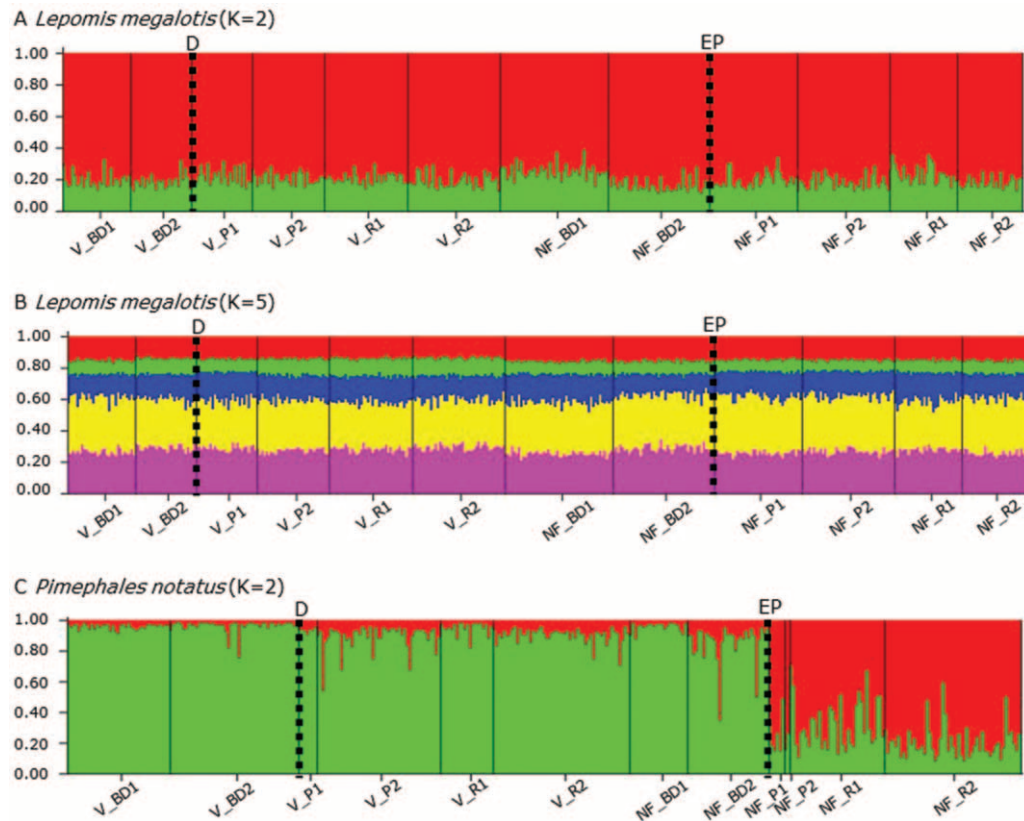 A Lepomis megalotis (K=2)
D EP
1.00
0.80
0.60
0.40
0.20
0.00
V_BD1 V_BD2 V_P1 V_P2 V_R1 V_R2 NF_BD1 NF_BD2 NF_P1 NF_P2 NF_R1 NF_R2
B Lepomis megalotis (K=5)
D EP
1.00
0.80
0.60
0.40
0.20
0.00
V_BD1 V_BD2 V_P1 V_P2 V_R1 V_R2 NF_BD1 NF_BD2 NF_P1 NF_P2 NF_R1 NF_R2
C Pimephales notatus (K=2)
D EP
1.00
0.80
0.60
0.40
0.20
0.00
V_BD1 V_BD2 V_P1 V_P2 V_R1 V_R2 NF_BD1 NF_BD2 NF_P1 NF_P2 NF_R1 NF_R2